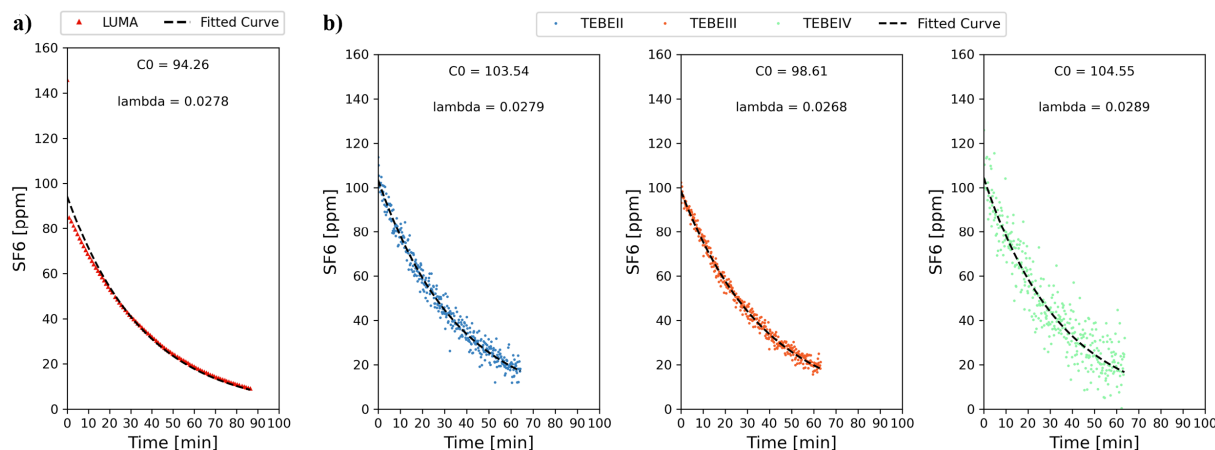 a)
LUMA
Fitted Curve
C0 = 94.26
lambda = 0.0278
SF6 [ppm]
160
140
120
100
80
60
40
20
0
0 10 20 30 40 50 60 70 80 90 100
Time [min]
b)
TEBEII
TEBEIII
TEBEIV
Fitted Curve
C0 = 103.54
lambda = 0.0279
SF6 [ppm]
160
140
120
100
80
60
40
20
0
0 10 20 30 40 50 60 70 80 90 100
Time [min]
C0 = 98.61
lambda = 0.0268
SF6 [ppm]
160
140
120
100
80
60
40
20
0
0 10 20 30 40 50 60 70 80 90 100
Time [min]
C0 = 104.55
lambda = 0.0289
SF6 [ppm]
160
140
120
100
80
60
40
20
0
0 10 20 30 40 50 60 70 80 90 100
Time [min]